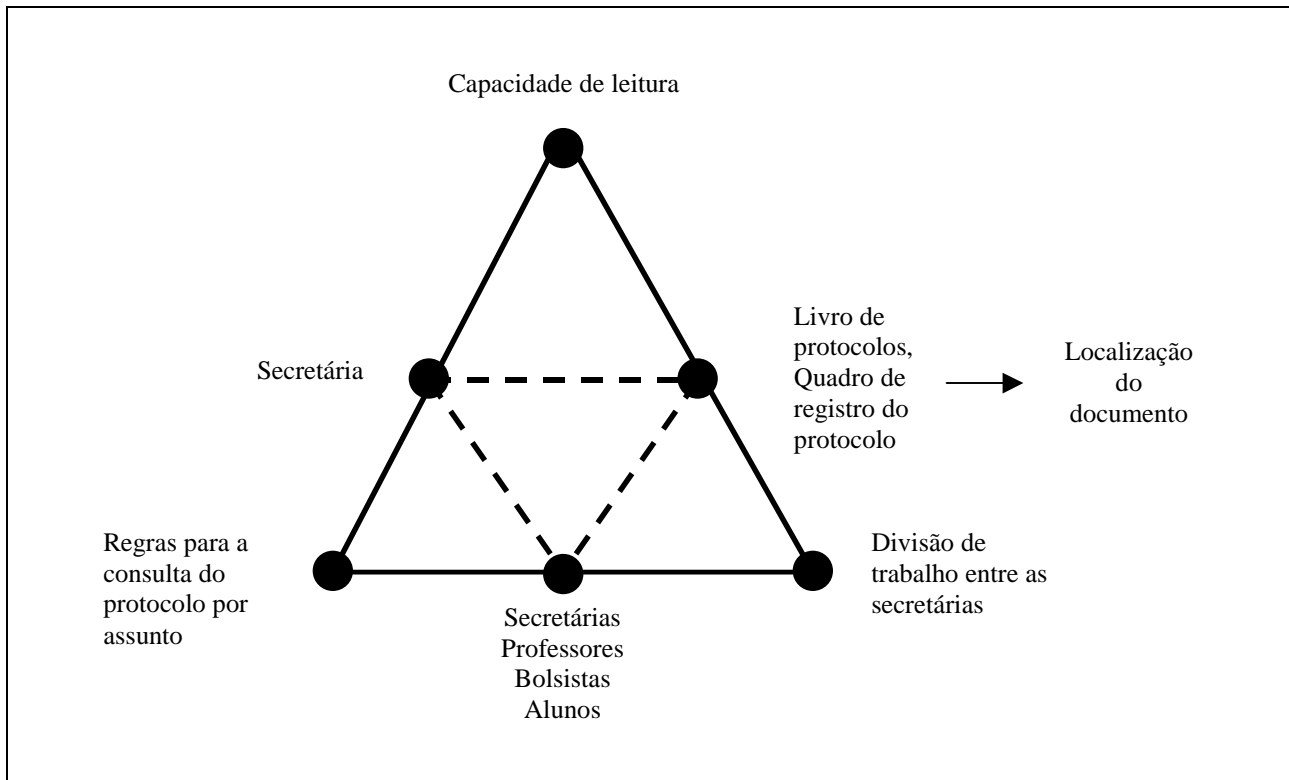 Capacidade de leitura
Secretária
Livro de
protocolos,
Quadro de
registro do
protocolo
Localização
do
documento
Regras para a
consulta do
protocolo por
assunto
Secretárias
Professores
Bolsistas
Alunos
Divisão de
trabalho entre as
secretárias